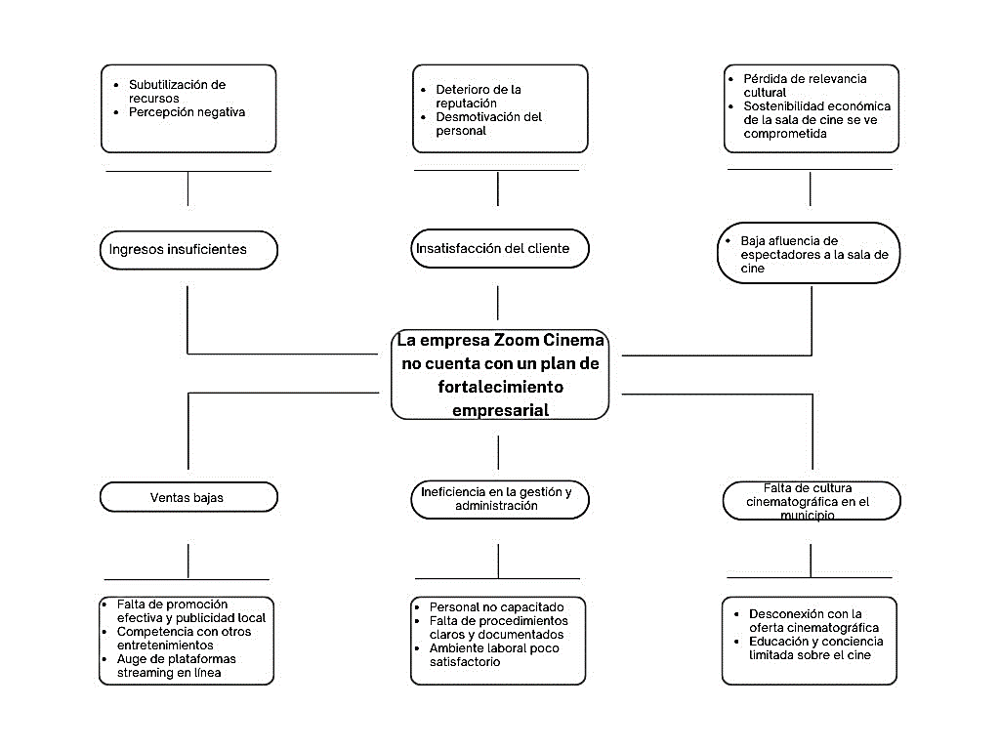 • Subutilización de
recursos
• Percepción negativa
• Deterioro de la
reputación
• Desmotivación del
personal
• Pérdida de relevancia
cultural
• Sostenibilidad económica
de la sala de cine se ve
comprometida
Ingresos insuficientes
Insatisfacción del cliente
• Baja afluencia de
espectadores a la sala de
cine
La empresa Zoom Cinema
no cuenta con un plan de
fortalecimiento
empresarial
Ventas bajas
Ineficiencia en la gestión y
administración
Falta de cultura
cinematográfica en el
municipio
• Falta de promoción
efectiva y publicidad local
• Competencia con otros
entretenimientos
• Auge de plataformas
streaming en línea
• Personal no capacitado
• Falta de procedimientos
claros y documentados
• Ambiente laboral poco
satisfactorio
• Desconexión con la
oferta cinematográfica
• Educación y conciencia
limitada sobre el cine